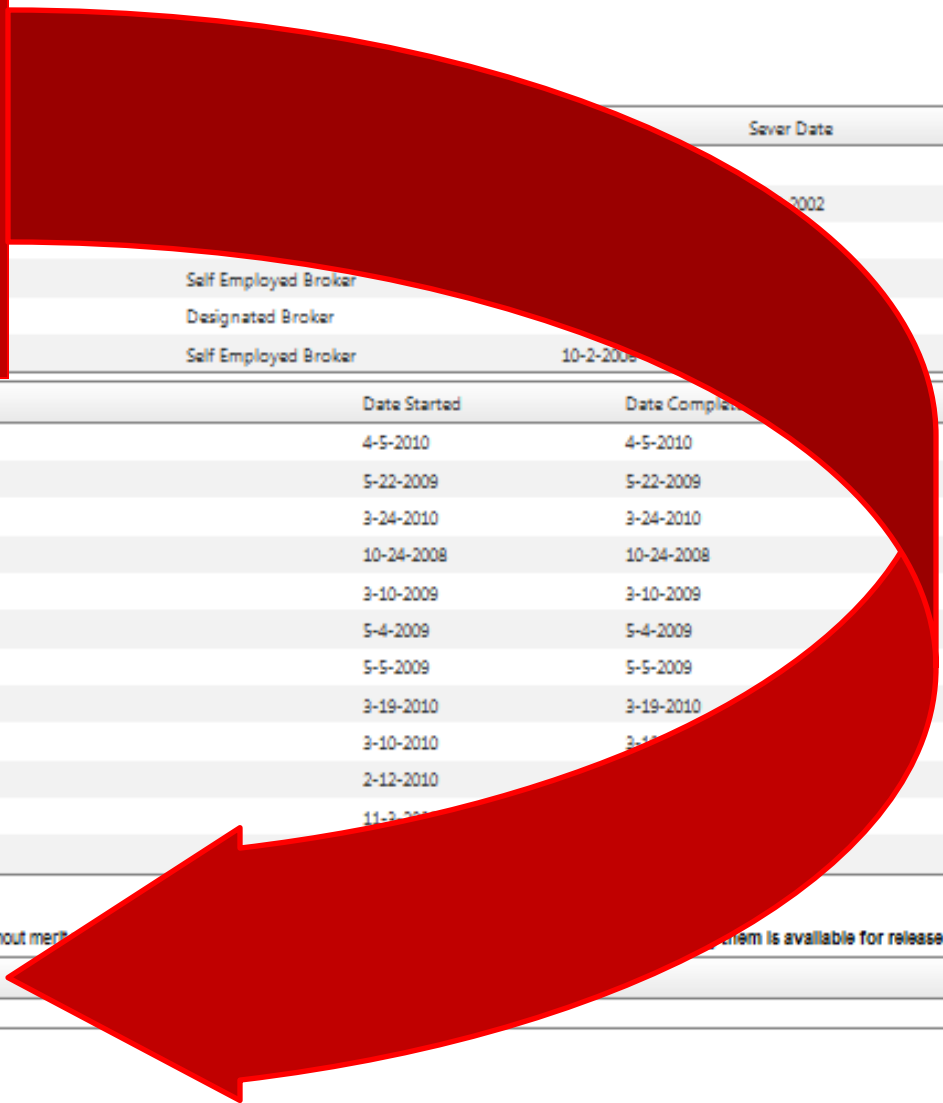 Sever Date
2002
Self Employed Broker
Designated Broker
Self Employed Broker 10-2-2008
Date Started Date Complet
4-5-2010 4-5-2010
5-22-2009 5-22-2009
3-24-2010 3-24-2010
10-24-2008 10-24-2008
3-10-2009 3-10-2009
5-4-2009 5-4-2009
5-5-2009 5-5-2009
3-19-2010 3-19-2010
3-10-2010
2-12-2010
merit is available for release